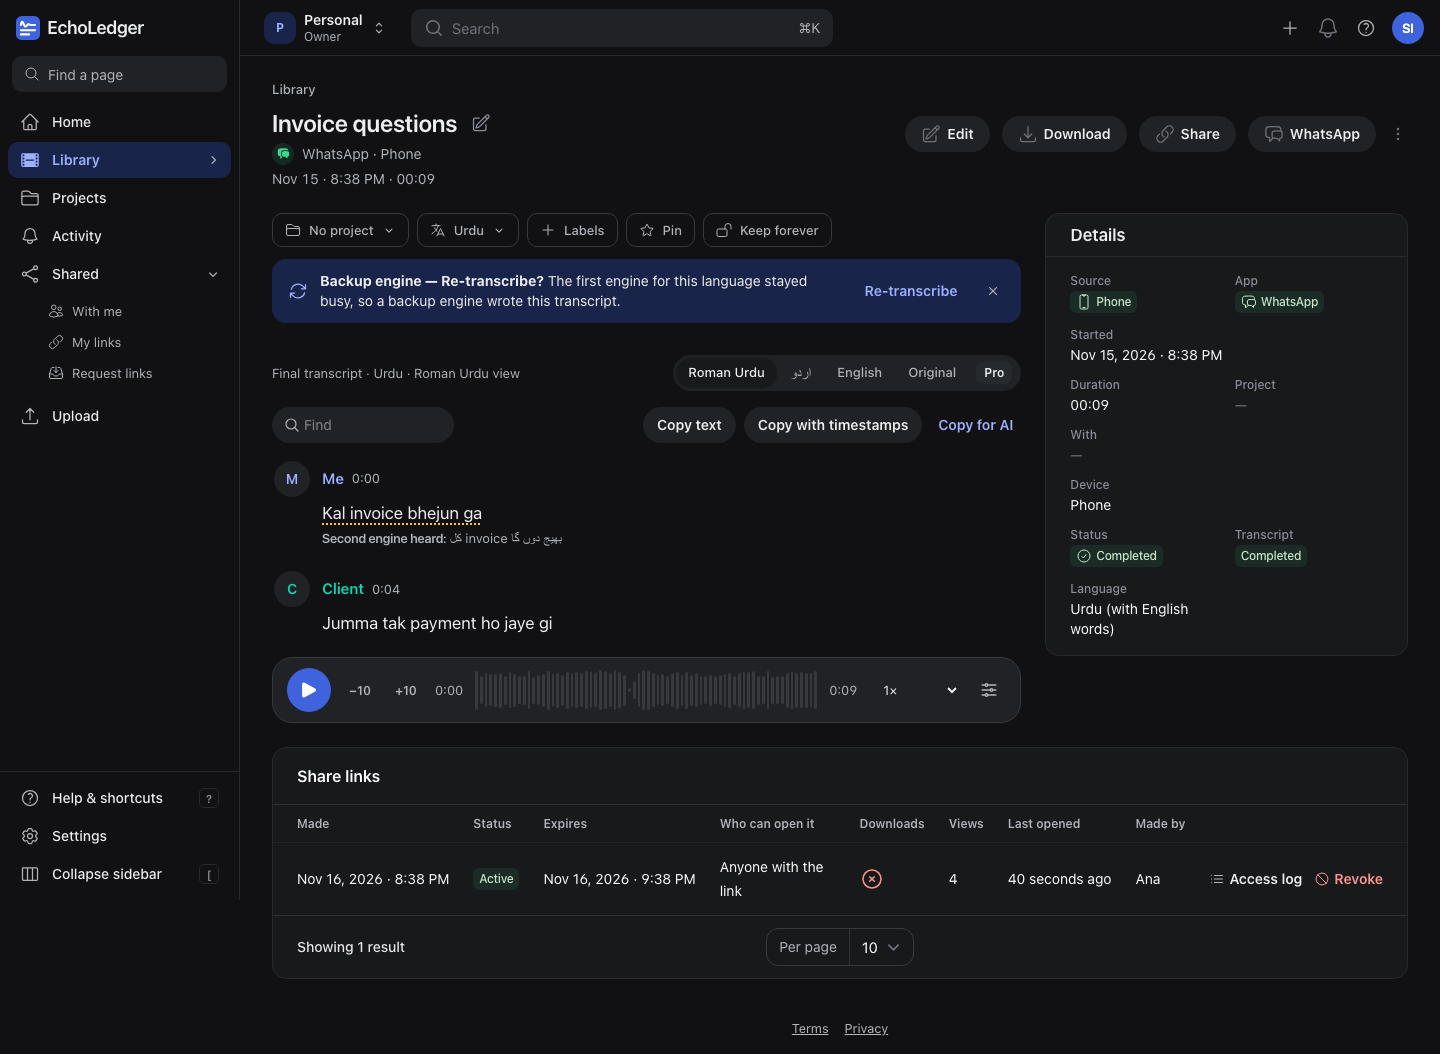 EchoLedger
Find a page
Home
Library
Projects
Activity
Shared
With me
My links
Request links
Upload
Help & shortcuts ?
Settings
Collapse sidebar [
P
Personal
Owner
Search ⌘K
SI
Library
Invoice questions
WhatsApp · Phone
Nov 15 · 8:38 PM · 00:09
Edit
Download
Share
WhatsApp
No project
Urdu
Labels
Pin
Keep forever
Backup engine — Re-transcribe? The first engine for this language stayed
busy, so a backup engine wrote this transcript.
Re-transcribe
Final transcript · Urdu · Roman Urdu view
Roman Urdu
اردو
English
Original
Pro
Find
Copy text
Copy with timestamps
Copy for AI
M
Me 0:00
Kal invoice bhejun ga
Second engine heard: کل invoice بھیج دوں گا
C
Client 0:04
Jumma tak payment ho jaye gi
−10
+10
0:00
0:09
1×
Details
Source App
Phone WhatsApp
Started
Nov 15, 2026 · 8:38 PM
Duration Project
00:09 —
With
—
Device
Phone
Status Transcript
Completed Completed
Language
Urdu (with English
words)
Share links
Made Status Expires Who can open it Downloads Views Last opened Made by
Nov 16, 2026 · 8:38 PM Active Nov 16, 2026 · 9:38 PM Anyone with the
link
4 40 seconds ago Ana Access log Revoke
Showing 1 result
Per page 10
Terms Privacy